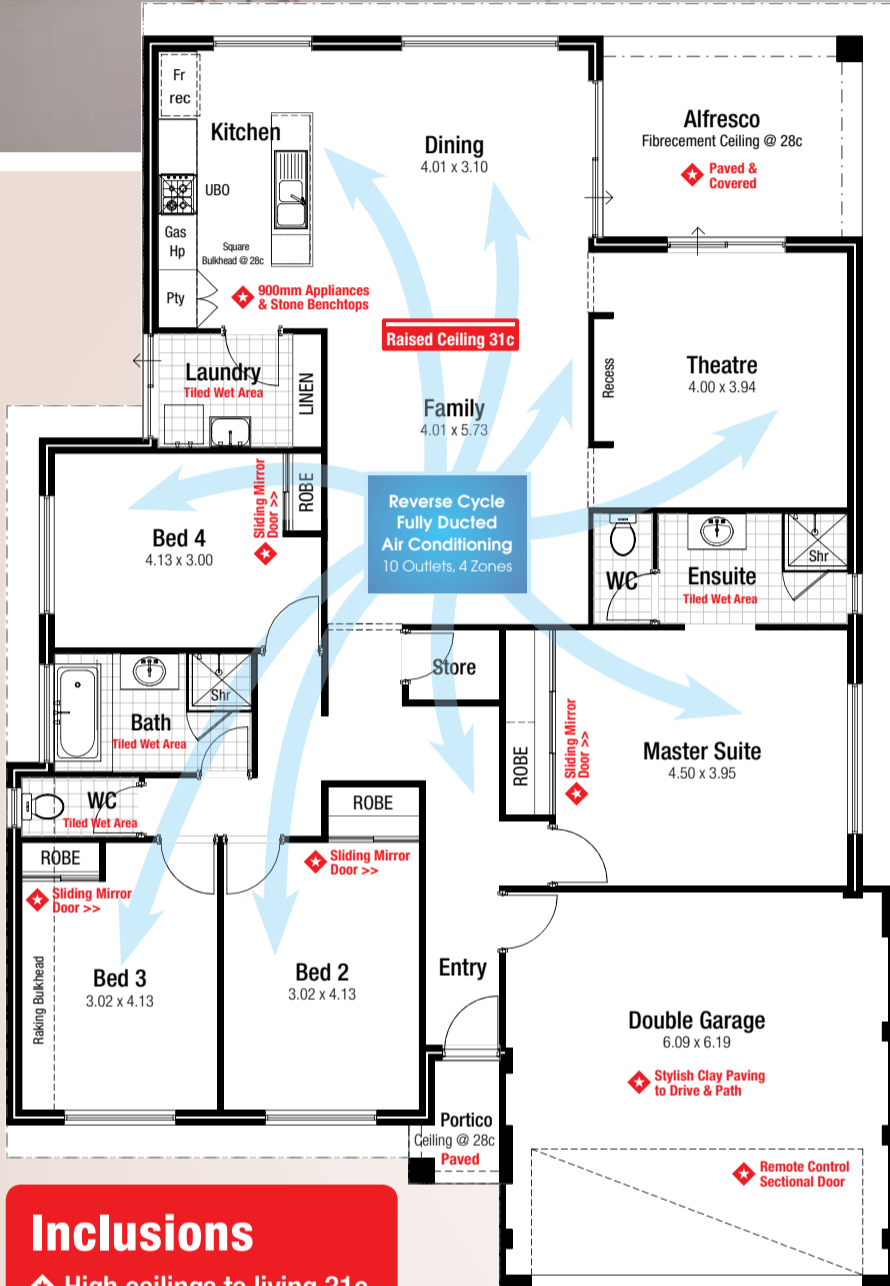 Fr
rec
Kitchen
UBO
Gas
Hp
Square
Bulkhead @ 28c
Pty
900mm Appliances
& Stone Benchtops
Dining
4.01 x 3.10
Alfresco
Fibrecement Ceiling @ 28c
Paved &
Covered
Raised Ceiling 31c
Laundry
Tiled Wet Area
LINEN
Family
4.01 x 5.73
Recess
Theatre
4.00 x 3.94
Bed 4
4.13 x 3.00
Sliding Mirror
Door >>
ROBE
Reverse Cycle
Fully Ducted
Air Conditioning
10 Outlets, 4 Zones
WC
Ensuite
Tiled Wet Area
Shr
Bath
Tiled Wet Area
Shr
Store
ROBE
Sliding Mirror
Door >>
Master Suite
4.50 x 3.95
WC
Tiled Wet Area
ROBE
Sliding Mirror
Door >>
ROBE
Sliding Mirror
Door >>
Raking Bulkhead
Bed 3
3.02 x 4.13
Bed 2
3.02 x 4.13
Entry
Double Garage
6.09 x 6.19
Stylish Clay Paving
to Drive & Path
Portico
Ceiling @ 28c
Paved
Remote Control
Sectional Door
Inclusions
High ceilings to living 31c